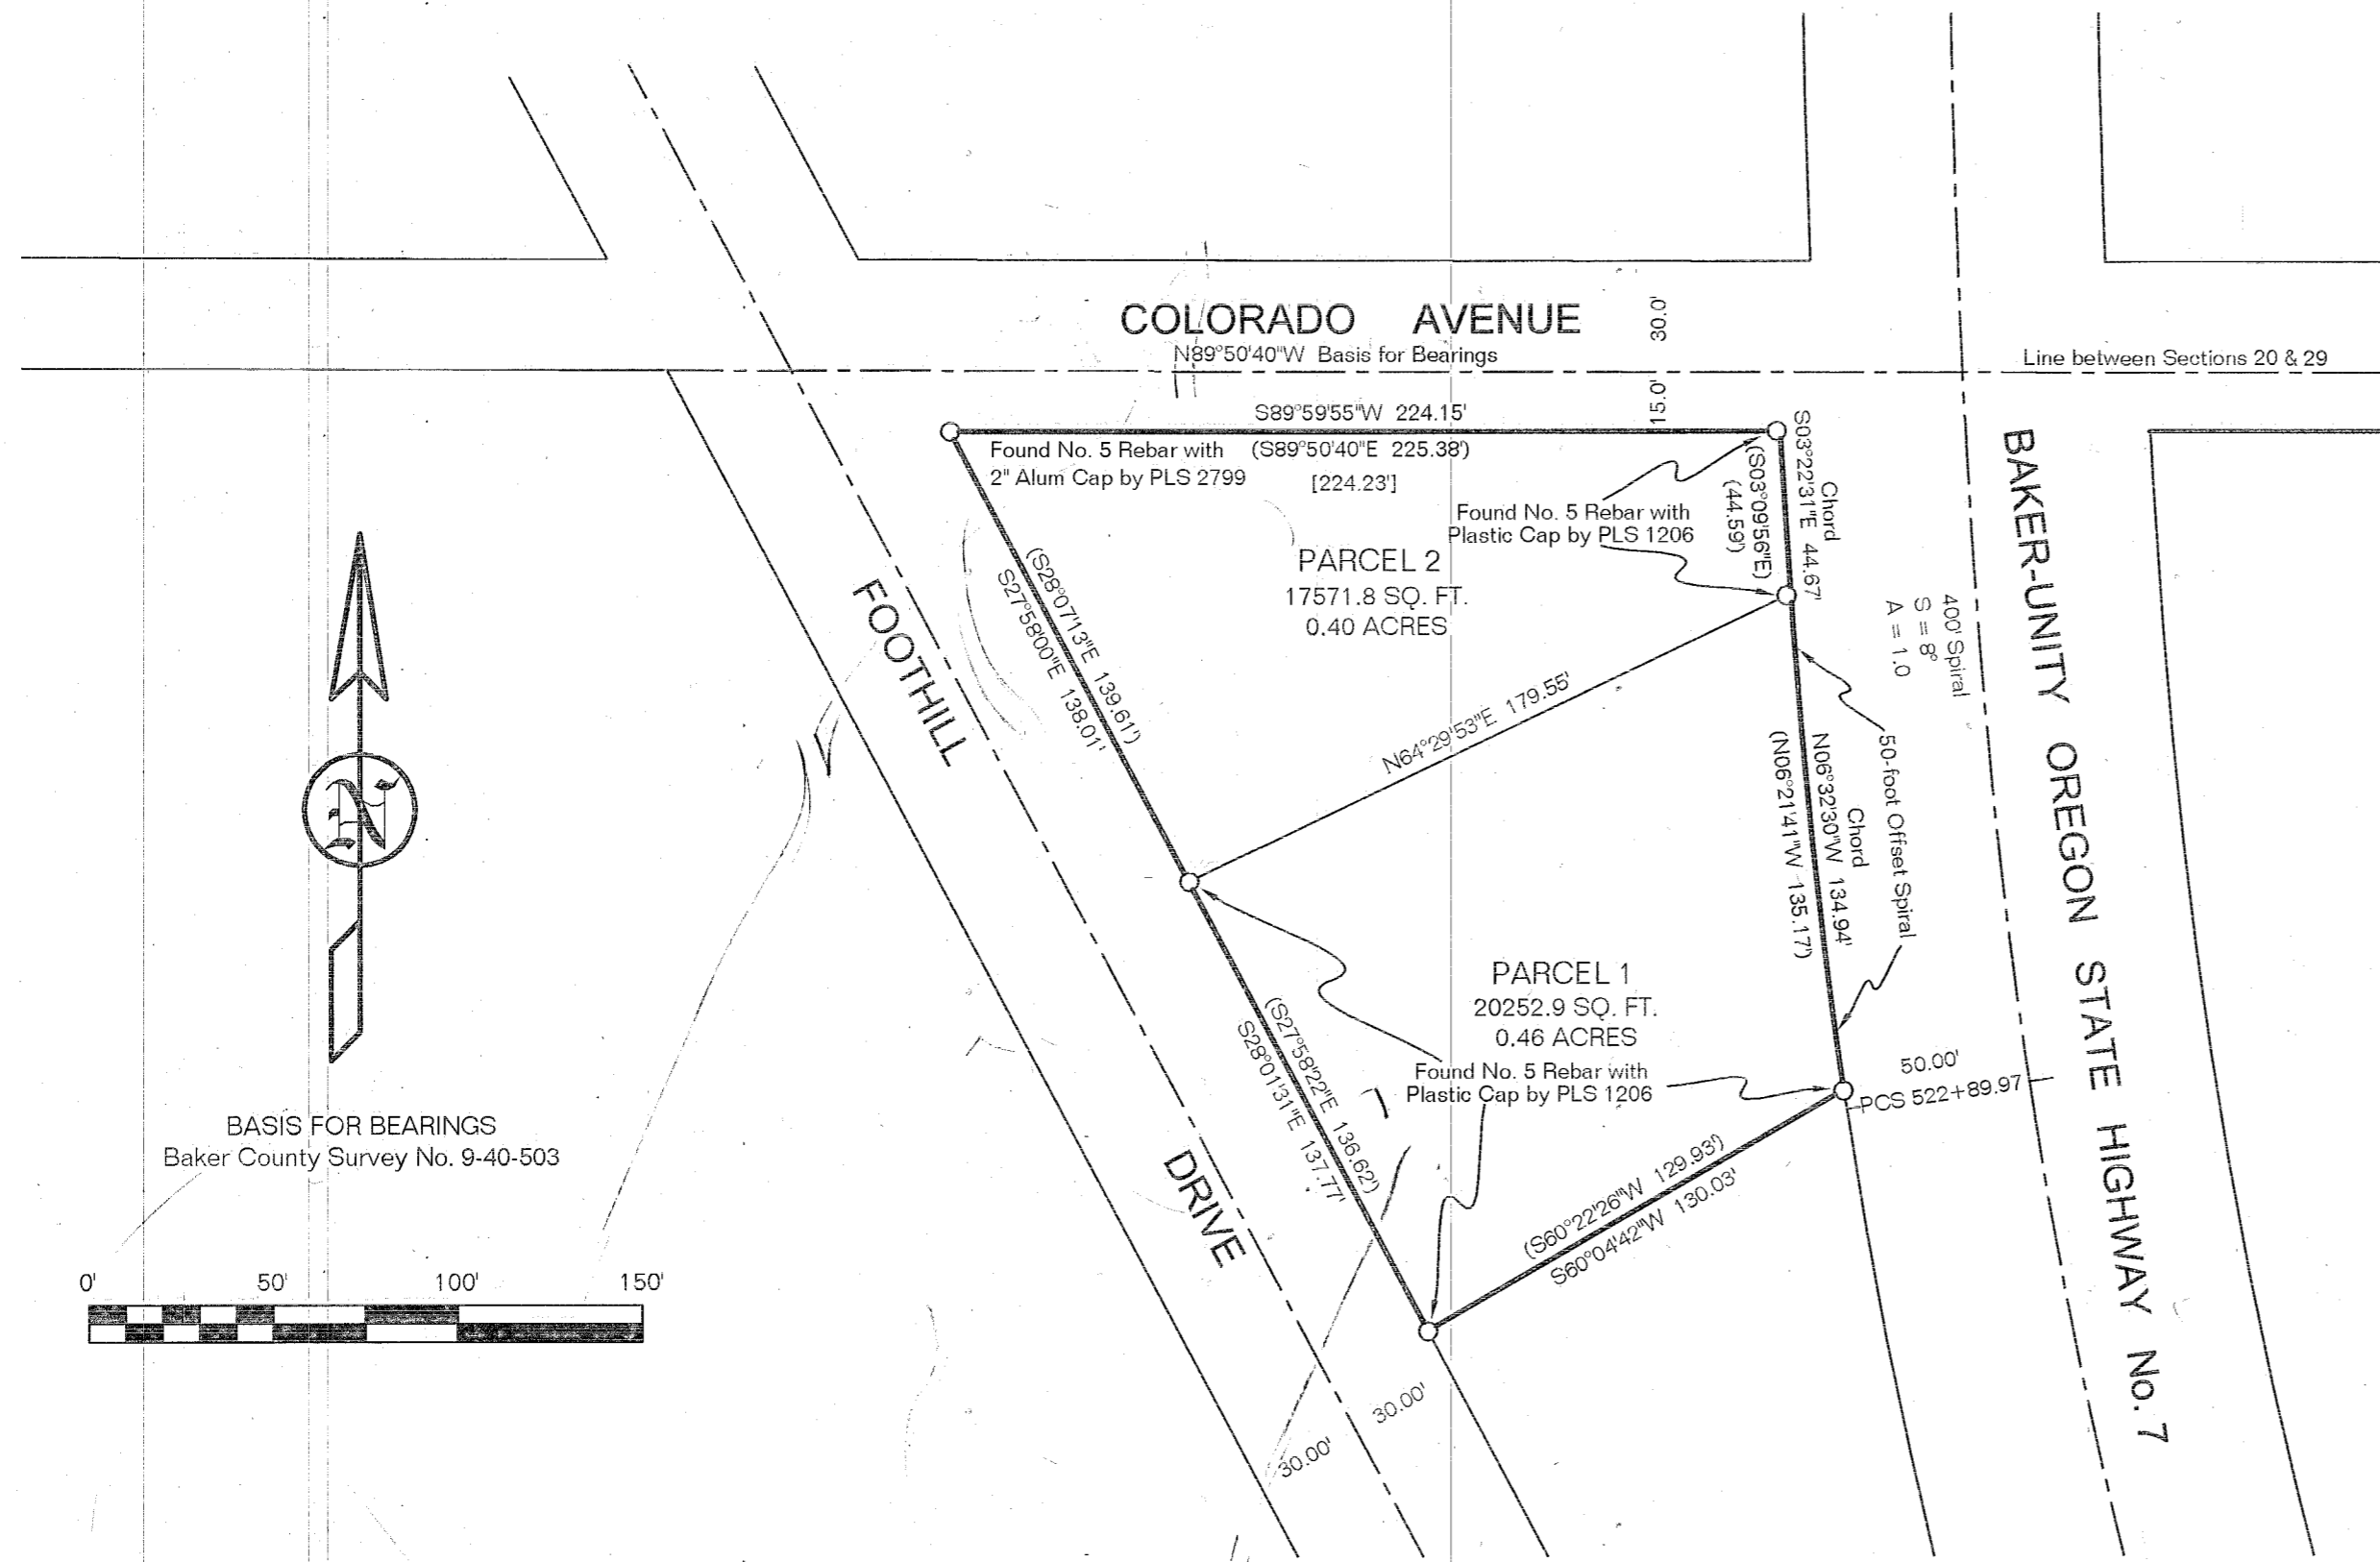 COLORADO AVENUE
N89°50'40"W Basis for Bearings
30.0'
15.0'
Line between Sections 20 & 29
S89°59'55"W 224.15'
(S89°50'40"E 225.38')
[224.23']
Found No. 5 Rebar with
2" Alum Cap by PLS 2799
Found No. 5 Rebar with
Plastic Cap by PLS 1206
Chord
S03°22'31"E 44.67'
(S03°09'56"E)
(44.59')
PARCEL 2
17571.8 SQ. FT.
0.40 ACRES
(S28°07'13"E 139.61')
S27°58'00"E 138.01'
FOOTHILL
DRIVE
N64°29'53"E 179.55'
400' Spiral
S = 8°
A = 1.0
50-foot Offset Spiral
Chord
N06°32'30"W 134.94'
(N06°21'41"W 135.17')
BAKER-UNITY OREGON STATE HIGHWAY No. 7
PARCEL 1
20252.9 SQ. FT.
0.46 ACRES
Found No. 5 Rebar with
Plastic Cap by PLS 1206
(S27°58'22"E 136.62')
S28°01'31"E 137.77'
50.00'
PCS 522+89.97
(S60°22'26"W 129.93')
S60°04'42"W 130.03'
30.00'
30.00'
N
BASIS FOR BEARINGS
Baker County Survey No. 9-40-503
0' 50' 100' 150'